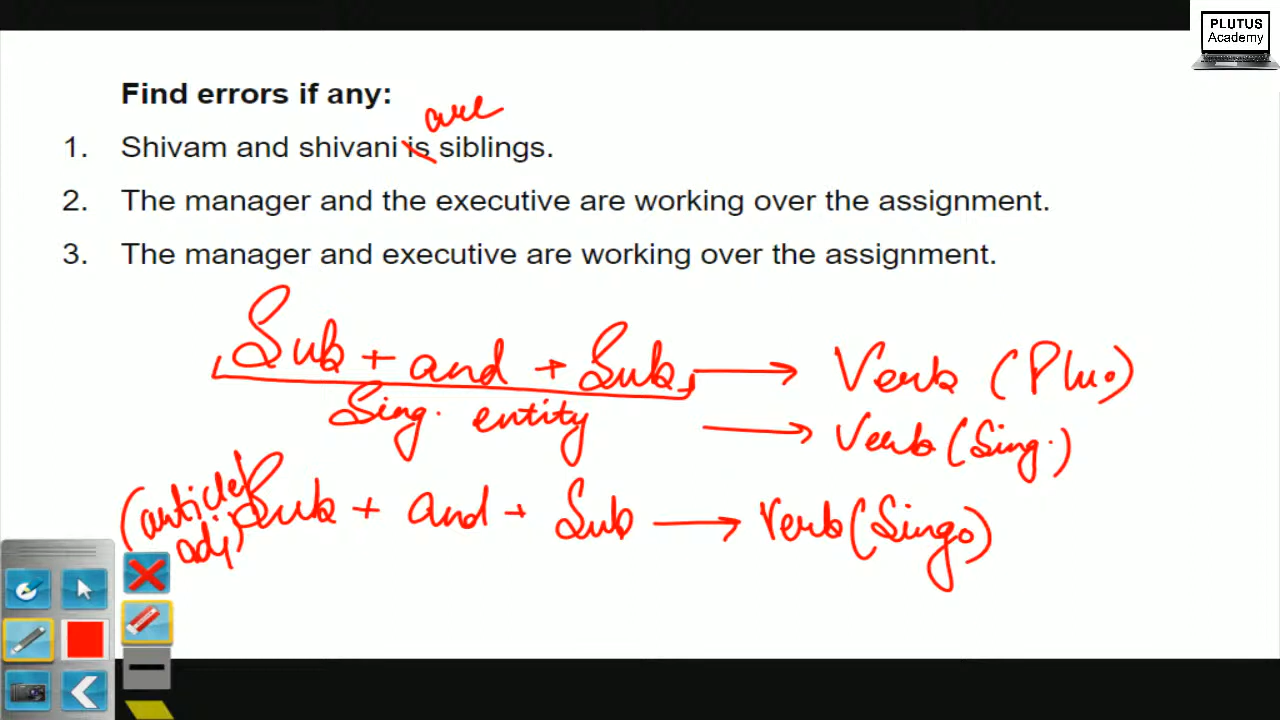 PLUTUS
Academy
Find errors if any:
are
1. Shivam and shivani is siblings.
2. The manager and the executive are working over the assignment.
3. The manager and executive are working over the assignment.
Sub + and + Sub → Verb (Plu.)
Sing. entity → Verb (Sing.)
(article/ adj) Sub + and + Sub → Verb (Sing.)